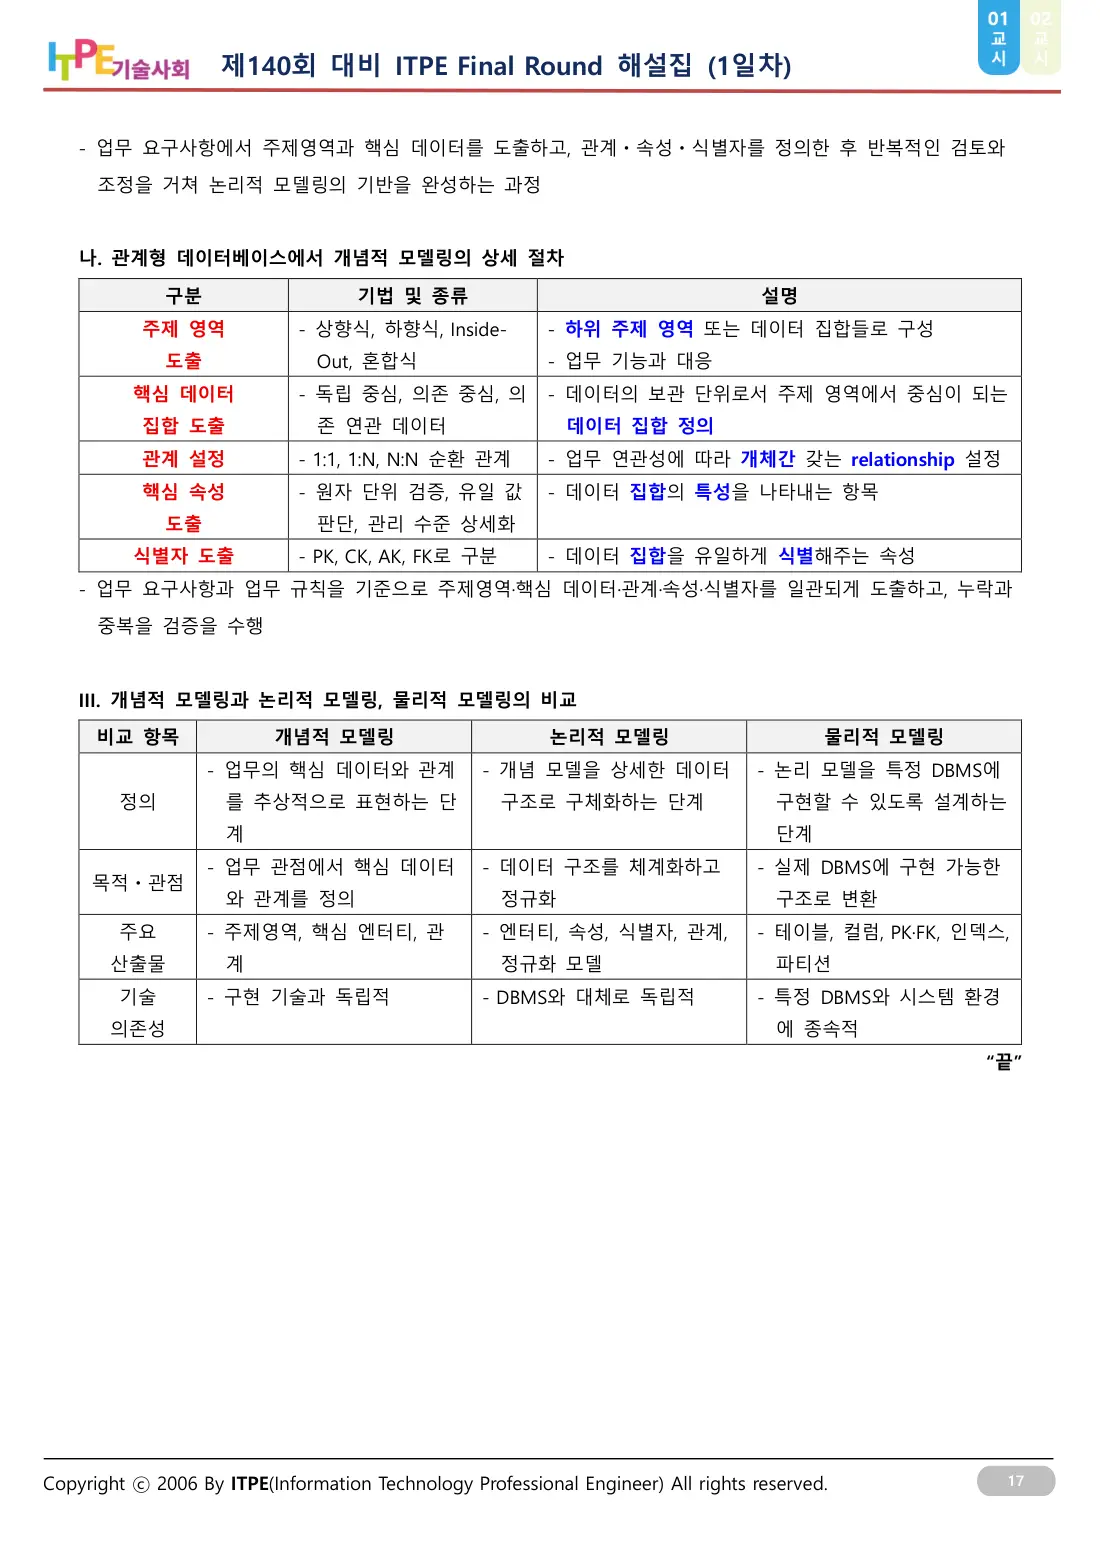 01
교
시
02
교
시
ITPE기술사회 제140회 대비 ITPE Final Round 해설집 (1일차)
- 업무 요구사항에서 주제영역과 핵심 데이터를 도출하고, 관계・속성・식별자를 정의한 후 반복적인 검토와
조정을 거쳐 논리적 모델링의 기반을 완성하는 과정
나. 관계형 데이터베이스에서 개념적 모델링의 상세 절차
구분 기법 및 종류 설명
주제 영역 - 상향식, 하향식, Inside- - 하위 주제 영역 또는 데이터 집합들로 구성
도출 Out, 혼합식 - 업무 기능과 대응
핵심 데이터 - 독립 중심, 의존 중심, 의 - 데이터의 보관 단위로서 주제 영역에서 중심이 되는
집합 도출 존 연관 데이터 데이터 집합 정의
관계 설정 - 1:1, 1:N, N:N 순환 관계 - 업무 연관성에 따라 개체간 갖는 relationship 설정
핵심 속성 - 원자 단위 검증, 유일 값 - 데이터 집합의 특성을 나타내는 항목
도출 판단, 관리 수준 상세화
식별자 도출 - PK, CK, AK, FK로 구분 - 데이터 집합을 유일하게 식별해주는 속성
- 업무 요구사항과 업무 규칙을 기준으로 주제영역·핵심 데이터·관계·속성·식별자를 일관되게 도출하고, 누락과
중복을 검증을 수행
III. 개념적 모델링과 논리적 모델링, 물리적 모델링의 비교
비교 항목 개념적 모델링 논리적 모델링 물리적 모델링
- 업무의 핵심 데이터와 관계 - 개념 모델을 상세한 데이터 - 논리 모델을 특정 DBMS에
정의 를 추상적으로 표현하는 단 구조로 구체화하는 단계 구현할 수 있도록 설계하는
계 단계
목적・관점 - 업무 관점에서 핵심 데이터 - 데이터 구조를 체계화하고 - 실제 DBMS에 구현 가능한
와 관계를 정의 정규화 구조로 변환
주요 - 주제영역, 핵심 엔터티, 관 - 엔터티, 속성, 식별자, 관계, - 테이블, 컬럼, PK·FK, 인덱스,
산출물 계 정규화 모델 파티션
기술 - 구현 기술과 독립적 - DBMS와 대체로 독립적 - 특정 DBMS와 시스템 환경
의존성 에 종속적
“끝”
Copyright ⓒ 2006 By ITPE(Information Technology Professional Engineer) All rights reserved. 17